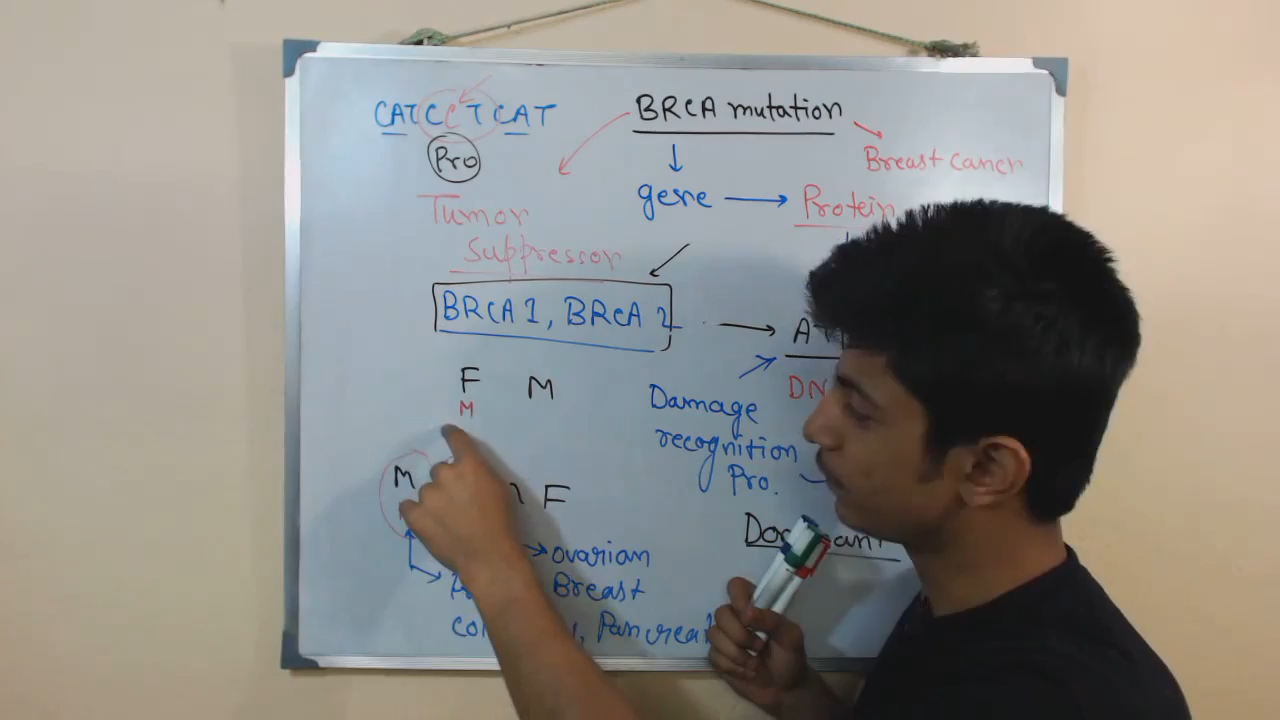 CATCCTCAT
Pro
BRCA mutation
Breast cancer
gene → Protein
Tumor
Suppressor
BRCA 1, BRCA 2
F M
M
Damage
recognition
Pro.
DN
M
F
ovarian
Breast
Pancreat